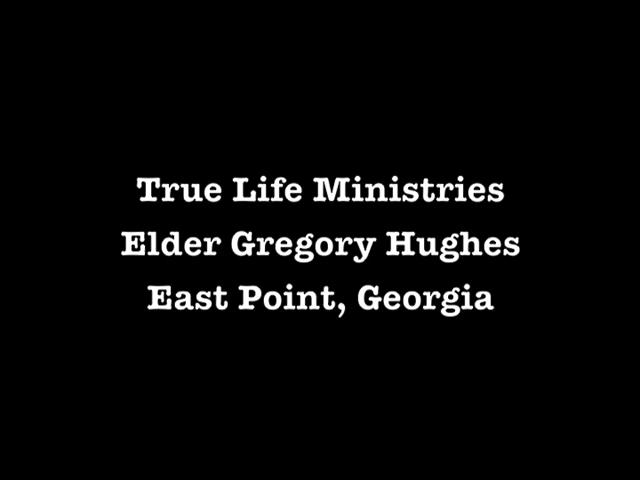 True Life Ministries
Elder Gregory Hughes
East Point, Georgia